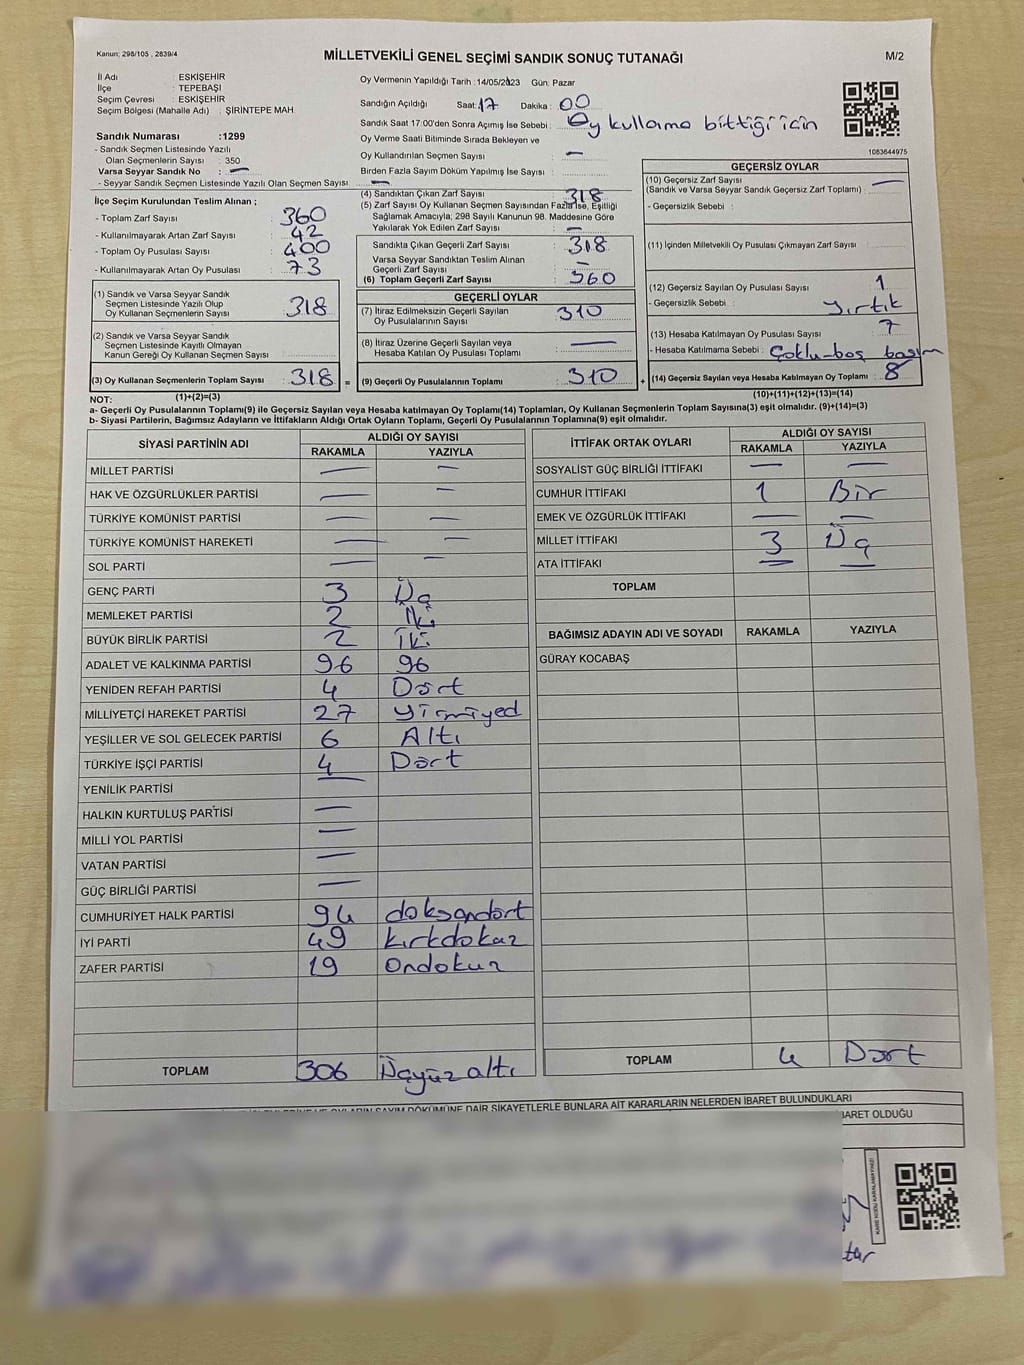 Kanun: 298/105 , 2839/4
MİLLETVEKİLİ GENEL SEÇİMİ SANDIK SONUÇ TUTANAĞI
M/2
İl Adı : ESKİŞEHİR
İlçe : TEPEBAŞI
Seçim Çevresi : ESKİŞEHİR
Seçim Bölgesi (Mahalle Adı) : ŞİRİNTEPE MAH.
Sandık Numarası :1299
- Sandık Seçmen Listesinde Yazılı
Olan Seçmenlerin Sayısı : 350
Varsa Seyyar Sandık No : —
- Seyyar Sandık Seçmen Listesinde Yazılı Olan Seçmen Sayısı : —
İlçe Seçim Kurulundan Teslim Alınan ;
- Toplam Zarf Sayısı : 360
- Kullanılmayarak Artan Zarf Sayısı : 42
- Toplam Oy Pusulası Sayısı : 400
- Kullanılmayarak Artan Oy Pusulası : 73
Oy Vermenin Yapıldığı Tarih : 14/05/2023 Gün: Pazar
Sandığın Açıldığı Saat: 17 Dakika : 00
Sandık Saat 17:00'den Sonra Açımış İse Sebebi : Oy kullanma bittiği için
Oy Verme Saati Bitiminde Sırada Bekleyen ve
Oy Kullandırılan Seçmen Sayısı : —
Birden Fazla Sayım Döküm Yapılmış İse Sayısı :
(4) Sandıktan Çıkan Zarf Sayısı : 318
(5) Zarf Sayısı Oy Kullanan Seçmen Sayısından Fazla İse, Eşitliği
Sağlamak Amacıyla; 298 Sayılı Kanunun 98. Maddesine Göre
Yakılarak Yok Edilen Zarf Sayısı : —
Sandıkta Çıkan Geçerli Zarf Sayısı : 318
Varsa Seyyar Sandıktan Teslim Alınan
Geçerli Zarf Sayısı : —
(6) Toplam Geçerli Zarf Sayısı : 360
1083644975
GEÇERSİZ OYLAR
(10) Geçersiz Zarf Sayısı : —
(Sandık ve Varsa Seyyar Sandık Geçersiz Zarf Toplamı)
- Geçersizlik Sebebi :
(11) İçinden Milletvekili Oy Pusulası Çıkmayan Zarf Sayısı :
(12) Geçersiz Sayılan Oy Pusulası Sayısı : 1
- Geçersizlik Sebebi : Yırtık
(13) Hesaba Katılmayan Oy Pusulası Sayısı : 7
- Hesaba Katılmama Sebebi : Çoklu-boş basım
(14) Geçersiz Sayılan veya Hesaba Katılmayan Oy Toplamı : 8
(1) Sandık ve Varsa Seyyar Sandık
Seçmen Listesinde Yazılı Olup
Oy Kullanan Seçmenlerin Sayısı : 318
(2) Sandık ve Varsa Seyyar Sandık
Seçmen Listesinde Kayıtlı Olmayan
Kanun Gereği Oy Kullanan Seçmen Sayısı :
(3) Oy Kullanan Seçmenlerin Toplam Sayısı : 318 =
GEÇERLİ OYLAR
(7) İtiraz Edilmeksizin Geçerli Sayılan
Oy Pusulalarının Sayısı : 310
(8) İtiraz Üzerine Geçerli Sayılan veya
Hesaba Katılan Oy Pusulası Toplamı : —
(9) Geçerli Oy Pusulalarının Toplamı : 310 +
NOT: (1)+(2)=(3)
(10)+(11)+(12)+(13)=(14)
a- Geçerli Oy Pusulalarının Toplamı(9) ile Geçersiz Sayılan veya Hesaba katılmayan Oy Toplamı(14) Toplamları, Oy Kullanan Seçmenlerin Toplam Sayısına(3) eşit olmalıdır. (9)+(14)=(3)
b- Siyasi Partilerin, Bağımsız Adayların ve İttifakların Aldığı Ortak Oyların Toplamı, Geçerli Oy Pusulalarının Toplamına(9) eşit olmalıdır.
SİYASİ PARTİNİN ADI ALDIĞI OY SAYISI
RAKAMLA YAZIYLA
MİLLET PARTİSİ — —
HAK VE ÖZGÜRLÜKLER PARTİSİ — —
TÜRKİYE KOMÜNİST PARTİSİ — —
TÜRKİYE KOMÜNİST HAREKETİ — —
SOL PARTİ — —
GENÇ PARTİ 3 Üç
MEMLEKET PARTİSİ 2 İki
BÜYÜK BİRLİK PARTİSİ 2 İki
ADALET VE KALKINMA PARTİSİ 96 96
YENİDEN REFAH PARTİSİ 4 Dört
MİLLİYETÇİ HAREKET PARTİSİ 27 Yirmiyed
YEŞİLLER VE SOL GELECEK PARTİSİ 6 Altı
TÜRKİYE İŞÇİ PARTİSİ 4 Dört
YENİLİK PARTİSİ —
HALKIN KURTULUŞ PARTİSİ —
MİLLİ YOL PARTİSİ —
VATAN PARTİSİ —
GÜÇ BİRLİĞİ PARTİSİ —
CUMHURİYET HALK PARTİSİ 94 doksandört
İYİ PARTİ 49 kırkdokuz
ZAFER PARTİSİ 19 Ondokuz
TOPLAM 306 Üçyüzaltı
İTTİFAK ORTAK OYLARI ALDIĞI OY SAYISI
RAKAMLA YAZIYLA
SOSYALİST GÜÇ BİRLİĞİ İTTİFAKI — —
CUMHUR İTTİFAKI 1 Bir
EMEK VE ÖZGÜRLÜK İTTİFAKI — —
MİLLET İTTİFAKI 3 Üç
ATA İTTİFAKI — —
TOPLAM
BAĞIMSIZ ADAYIN ADI VE SOYADI RAKAMLA YAZIYLA
GÜRAY KOCABAŞ
TOPLAM 4 Dört
SAYIM DÖKÜMÜNE DAİR ŞİKAYETLERLE BUNLARA AİT KARARLARIN NELERDEN İBARET BULUNDUKLARI
İBARET OLDUĞU
KARE KODU KARALAMAYINIZ!